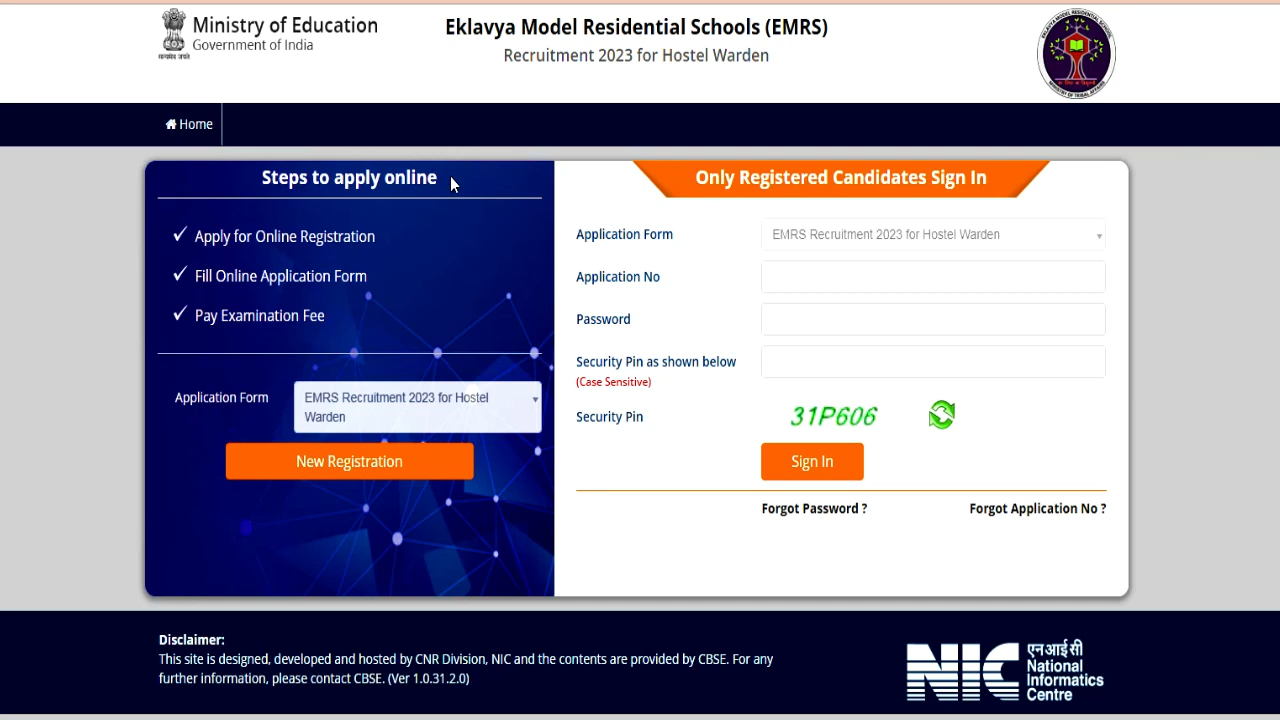 Ministry of Education
Government of India
सत्यमेव जयते
Eklavya Model Residential Schools (EMRS)
Recruitment 2023 for Hostel Warden
Home
Steps to apply online
Apply for Online Registration
Fill Online Application Form
Pay Examination Fee
Application Form
EMRS Recruitment 2023 for Hostel
Warden
New Registration
Only Registered Candidates Sign In
Application Form
EMRS Recruitment 2023 for Hostel Warden
Application No
Password
Security Pin as shown below
(Case Sensitive)
Security Pin
31P606
Sign In
Forgot Password ?
Forgot Application No ?
Disclaimer:
This site is designed, developed and hosted by CNR Division, NIC and the contents are provided by CBSE. For any
further information, please contact CBSE. (Ver 1.0.31.2.0)
NIC
एन आई सी
National
Informatics
Centre